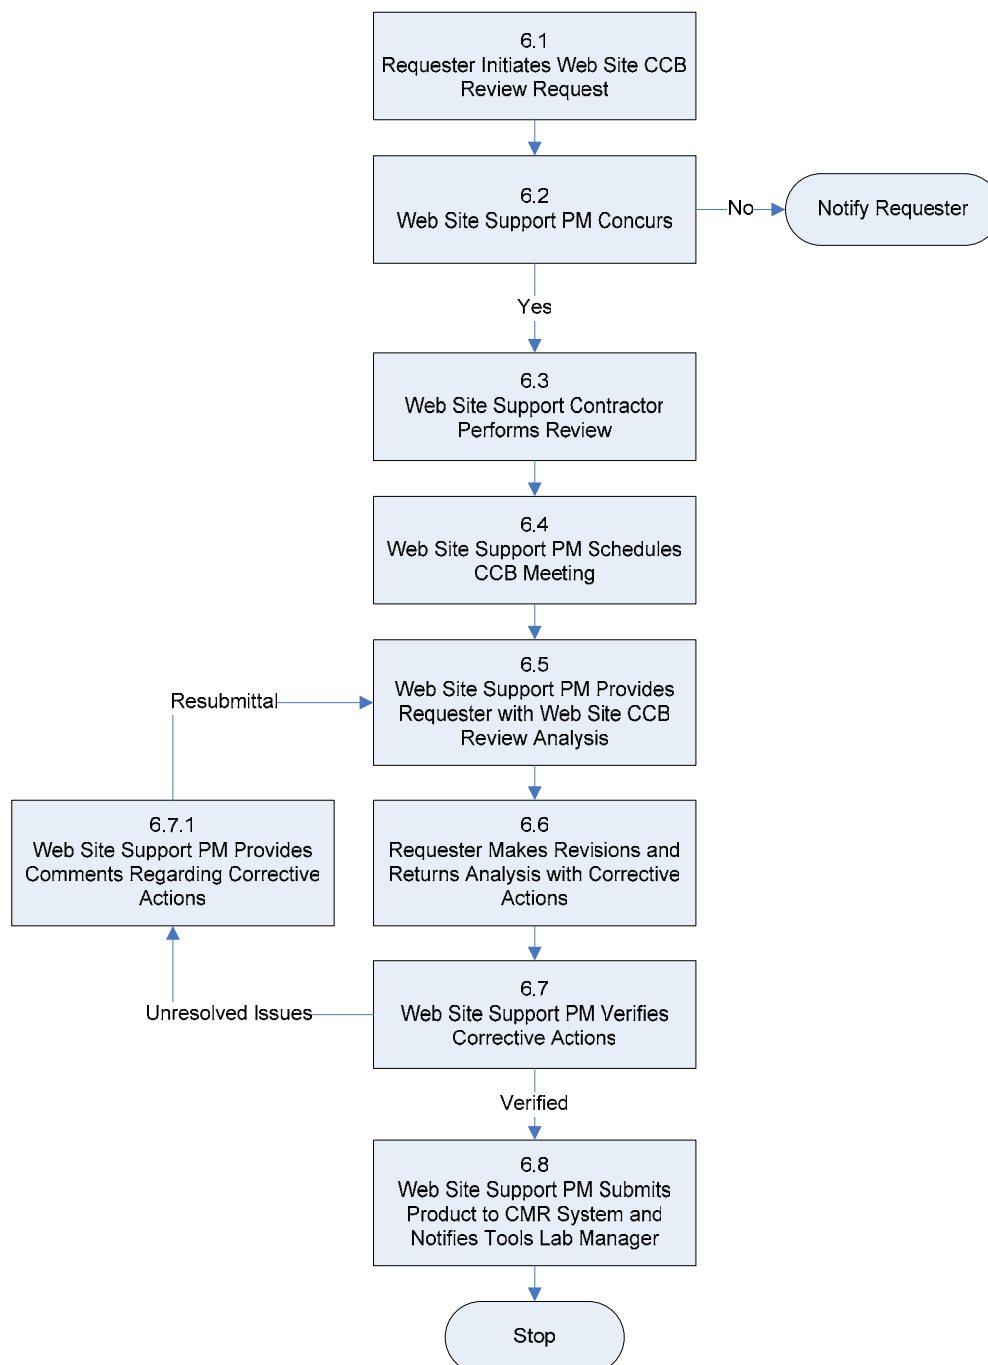 6.1
Requester Initiates Web Site CCB
Review Request
6.2
Web Site Support PM Concurs
No
Notify Requester
Yes
6.3
Web Site Support Contractor
Performs Review
6.4
Web Site Support PM Schedules
CCB Meeting
6.5
Web Site Support PM Provides
Requester with Web Site CCB
Review Analysis
Resubmittal
6.7.1
Web Site Support PM Provides
Comments Regarding Corrective
Actions
6.6
Requester Makes Revisions and
Returns Analysis with Corrective
Actions
Unresolved Issues
6.7
Web Site Support PM Verifies
Corrective Actions
Verified
6.8
Web Site Support PM Submits
Product to CMR System and
Notifies Tools Lab Manager
Stop